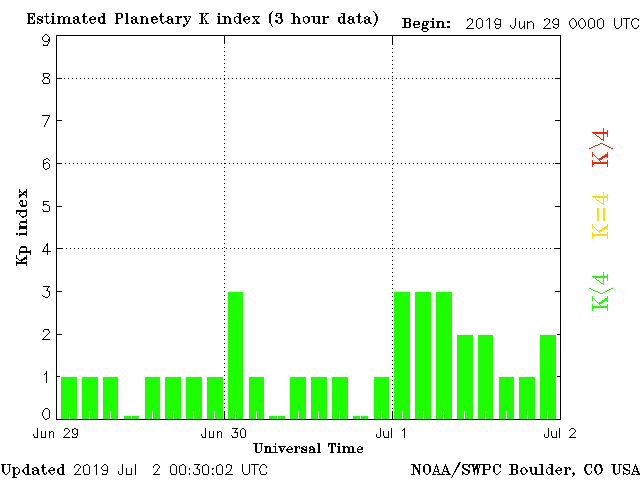 Estimated Planetary K index (3 hour data)
Begin: 2019 Jun 29 0000 UTC
9
8
7
6
5
4
3
2
1
0
Kp index
K>4
K=4
K<4
Jun 29
Jun 30
Jul 1
Jul 2
Universal Time
Updated 2019 Jul 2 00:30:02 UTC
NOAA/SWPC Boulder, CO USA